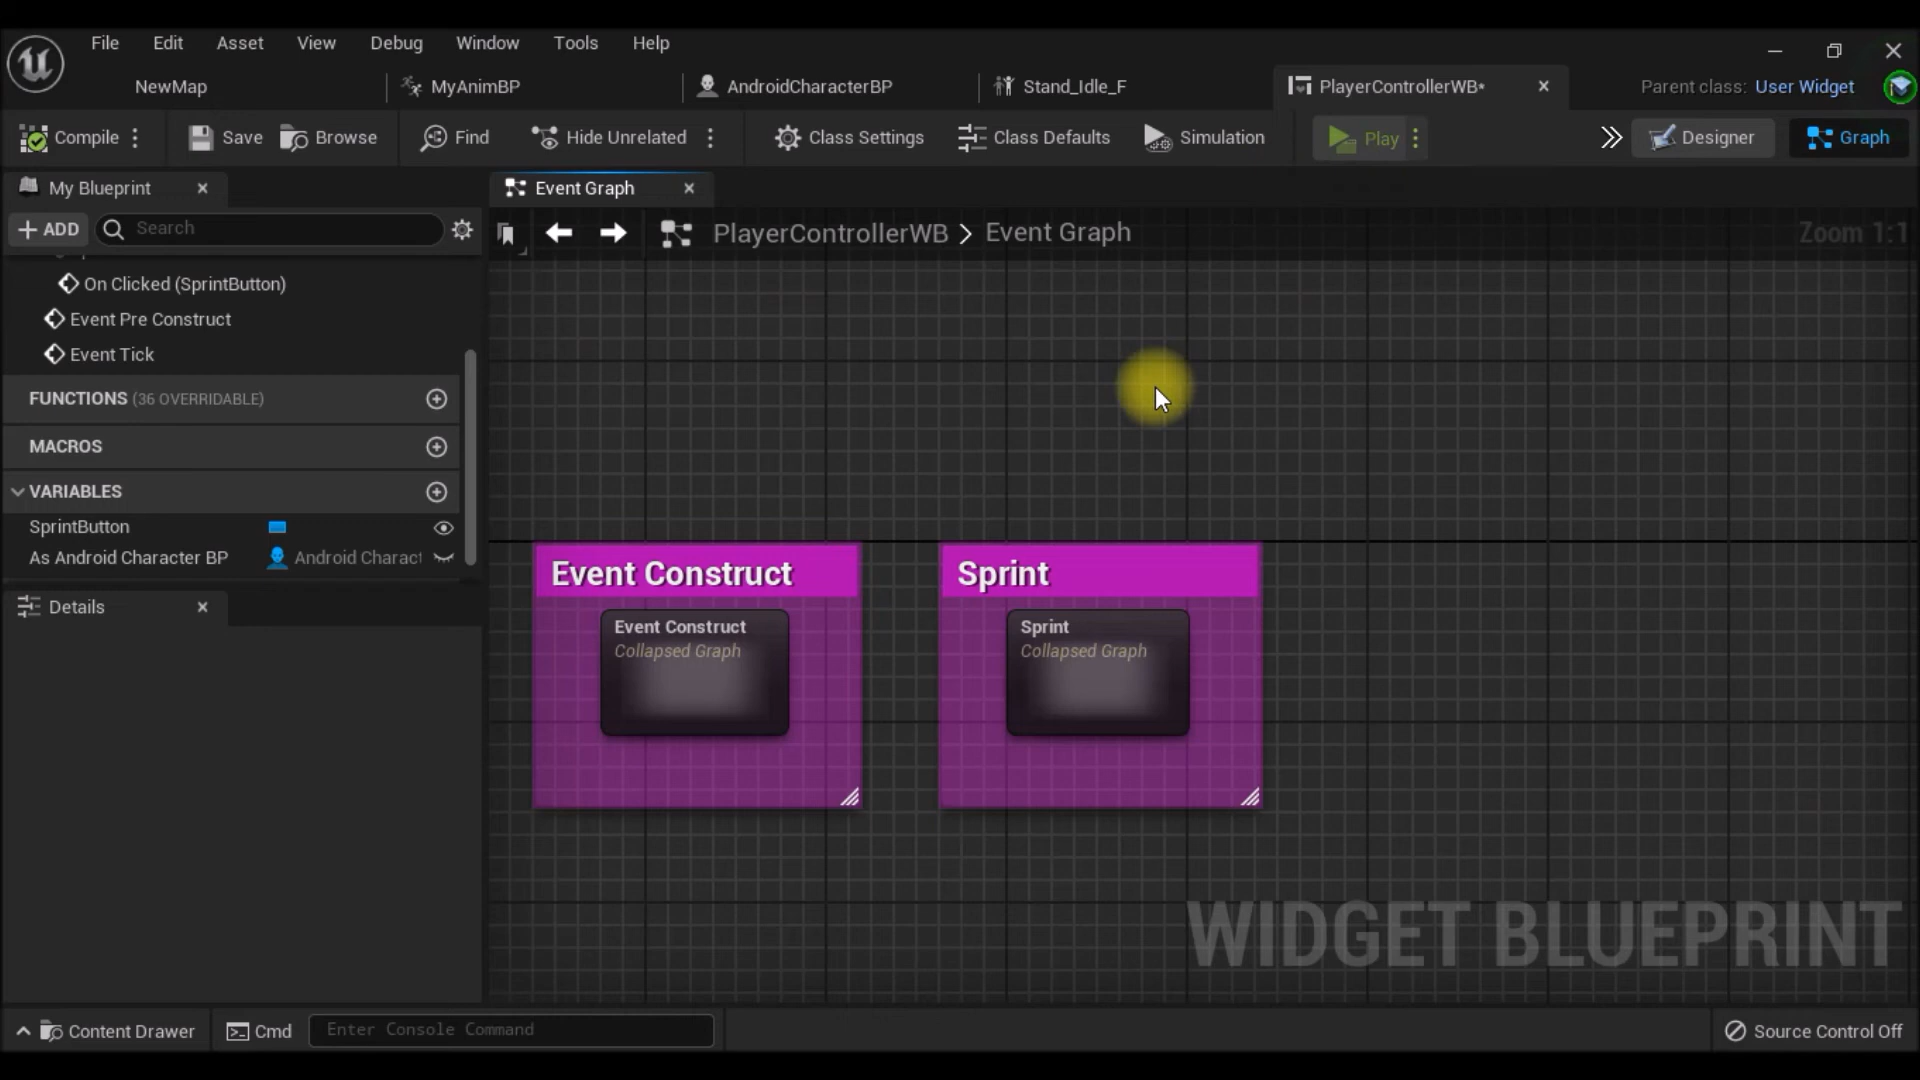 File Edit Asset View Debug Window Tools Help
NewMap MyAnimBP AndroidCharacterBP Stand_Idle_F PlayerControllerWB* Parent class: User Widget
Compile Save Browse Find Hide Unrelated Class Settings Class Defaults Simulation Play Designer Graph
My Blueprint Event Graph
ADD Search PlayerControllerWB > Event Graph Zoom 1:1
On Clicked (SprintButton)
Event Pre Construct
Event Tick
FUNCTIONS (36 OVERRIDABLE)
MACROS
VARIABLES
SprintButton
As Android Character BP Android Charact
Details
Event Construct
Event Construct
Collapsed Graph
Sprint
Sprint
Collapsed Graph
WIDGET BLUEPRINT
Content Drawer Cmd Enter Console Command Source Control Off